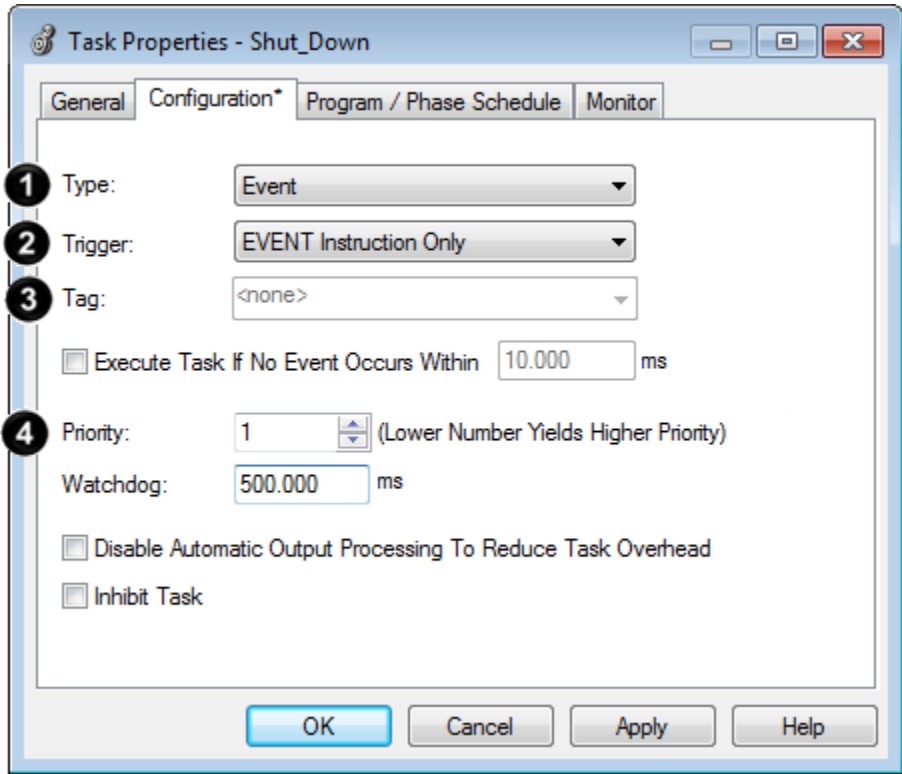 Task Properties - Shut_Down
General Configuration* Program / Phase Schedule Monitor
1 Type: Event
2 Trigger: EVENT Instruction Only
3 Tag: <none>
Execute Task If No Event Occurs Within 10.000 ms
4 Priority: 1 (Lower Number Yields Higher Priority)
Watchdog: 500.000 ms
Disable Automatic Output Processing To Reduce Task Overhead
Inhibit Task
OK Cancel Apply Help